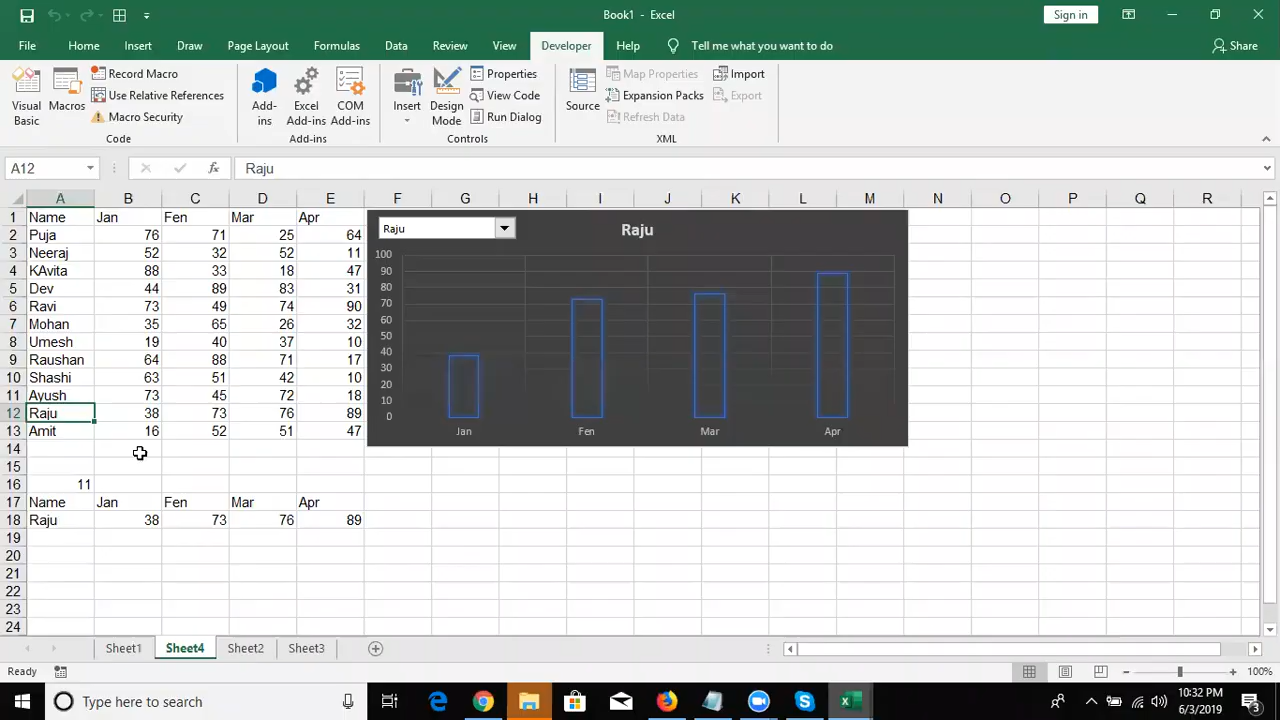 Book1 - Excel
Sign in
File Home Insert Draw Page Layout Formulas Data Review View Developer Help Tell me what you want to do Share
Visual Basic
Macros
Record Macro
Use Relative References
Macro Security
Code
Add-ins
Excel Add-ins
COM Add-ins
Add-ins
Insert
Design Mode
Properties
View Code
Run Dialog
Controls
Source
Map Properties
Expansion Packs
Refresh Data
Import
Export
XML
A12 fx Raju
A B C D E F G H I J K L M N O P Q R
1 Name Jan Fen Mar Apr
2 Puja 76 71 25 64
3 Neeraj 52 32 52 11
4 KAvita 88 33 18 47
5 Dev 44 89 83 31
6 Ravi 73 49 74 90
7 Mohan 35 65 26 32
8 Umesh 19 40 37 10
9 Raushan 64 88 71 17
10 Shashi 63 51 42 10
11 Ayush 73 45 72 18
12 Raju 38 73 76 89
13 Amit 16 52 51 47
14
15
16 11
17 Name Jan Fen Mar Apr
18 Raju 38 73 76 89
19
20
21
22
23
24
Raju
Raju
100
90
80
70
60
50
40
30
20
10
0
Jan Fen Mar Apr
Sheet1 Sheet4 Sheet2 Sheet3
Ready
100%
Type here to search
10:32 PM
6/3/2019
3